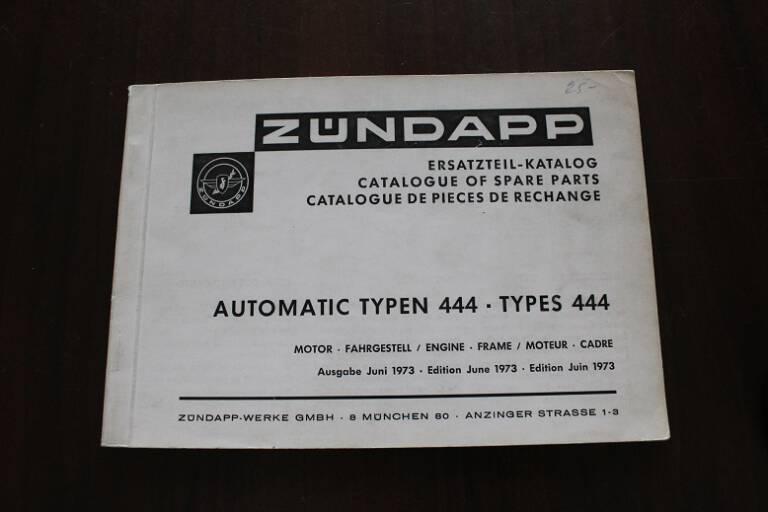 25-
ZÜNDAPP
ZÜNDAPP
ERSATZTEIL-KATALOG
CATALOGUE OF SPARE PARTS
CATALOGUE DE PIECES DE RECHANGE
AUTOMATIC TYPEN 444 · TYPES 444
MOTOR · FAHRGESTELL / ENGINE · FRAME / MOTEUR · CADRE
Ausgabe Juni 1973 · Edition June 1973 · Edition Juin 1973
ZÜNDAPP-WERKE GMBH · 8 MÜNCHEN 80 · ANZINGER STRASSE 1-3